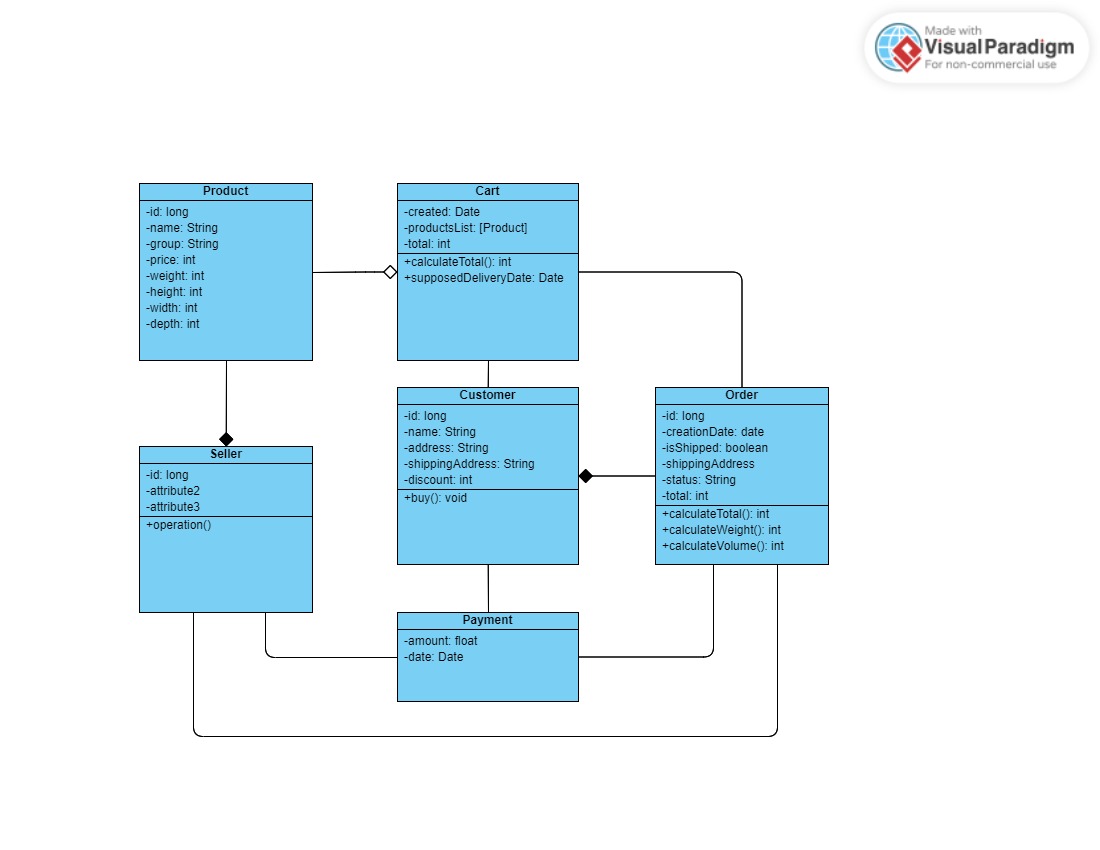 Made with
Visual Paradigm
For non-commercial use
Product
-id: long
-name: String
-group: String
-price: int
-weight: int
-height: int
-width: int
-depth: int
Cart
-created: Date
-productsList: [Product]
-total: int
+calculateTotal(): int
+supposedDeliveryDate: Date
Customer
-id: long
-name: String
-address: String
-shippingAddress: String
-discount: int
+buy(): void
Order
-id: long
-creationDate: date
-isShipped: boolean
-shippingAddress
-status: String
-total: int
+calculateTotal(): int
+calculateWeight(): int
+calculateVolume(): int
Seller
-id: long
-attribute2
-attribute3
+operation()
Payment
-amount: float
-date: Date